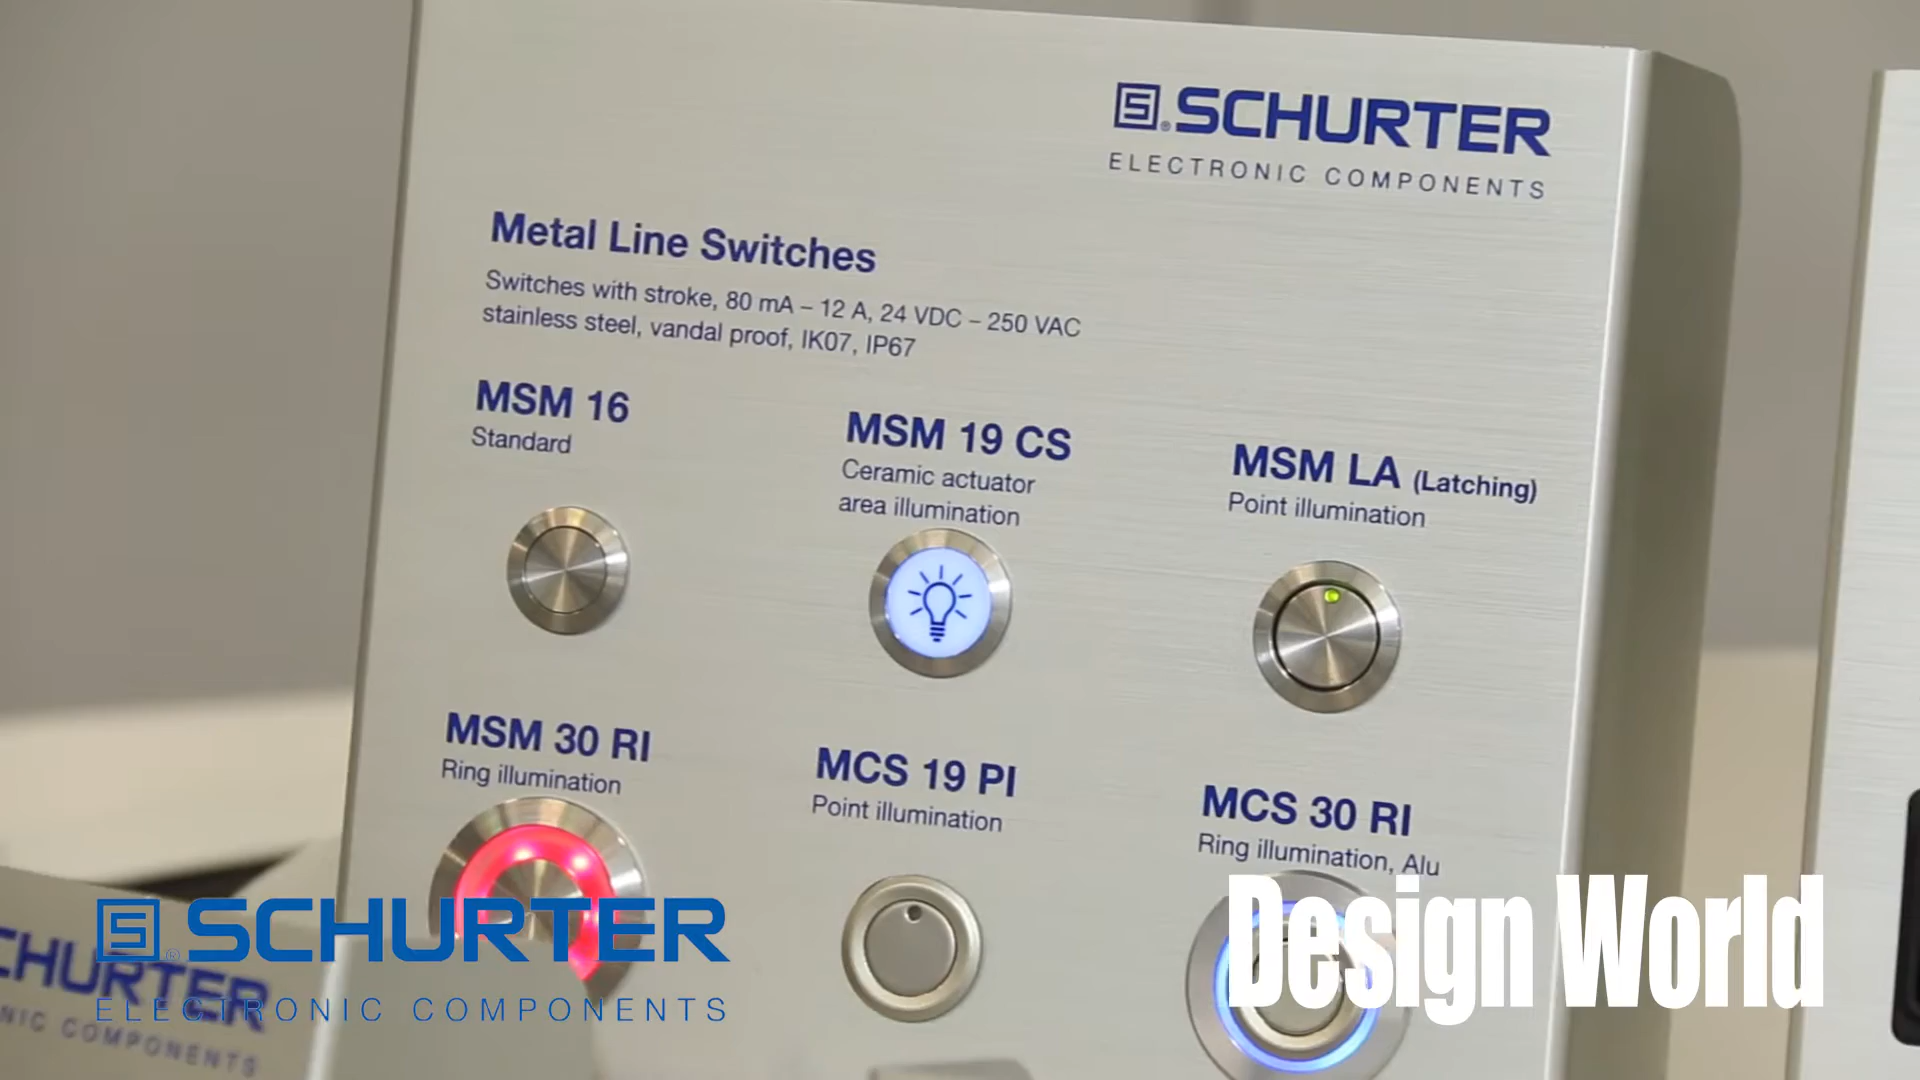 SCHURTER
ELECTRONIC COMPONENTS
Metal Line Switches
Switches with stroke, 80 mA – 12 A, 24 VDC – 250 VAC
stainless steel, vandal proof, IK07, IP67
MSM 16
Standard
MSM 19 CS
Ceramic actuator
area illumination
MSM LA (Latching)
Point illumination
MSM 30 RI
Ring illumination
MCS 19 PI
Point illumination
MCS 30 RI
Ring illumination, Alu
CHURTER
NIC COMPONENTS
SCHURTER
ELECTRONIC COMPONENTS
Design World